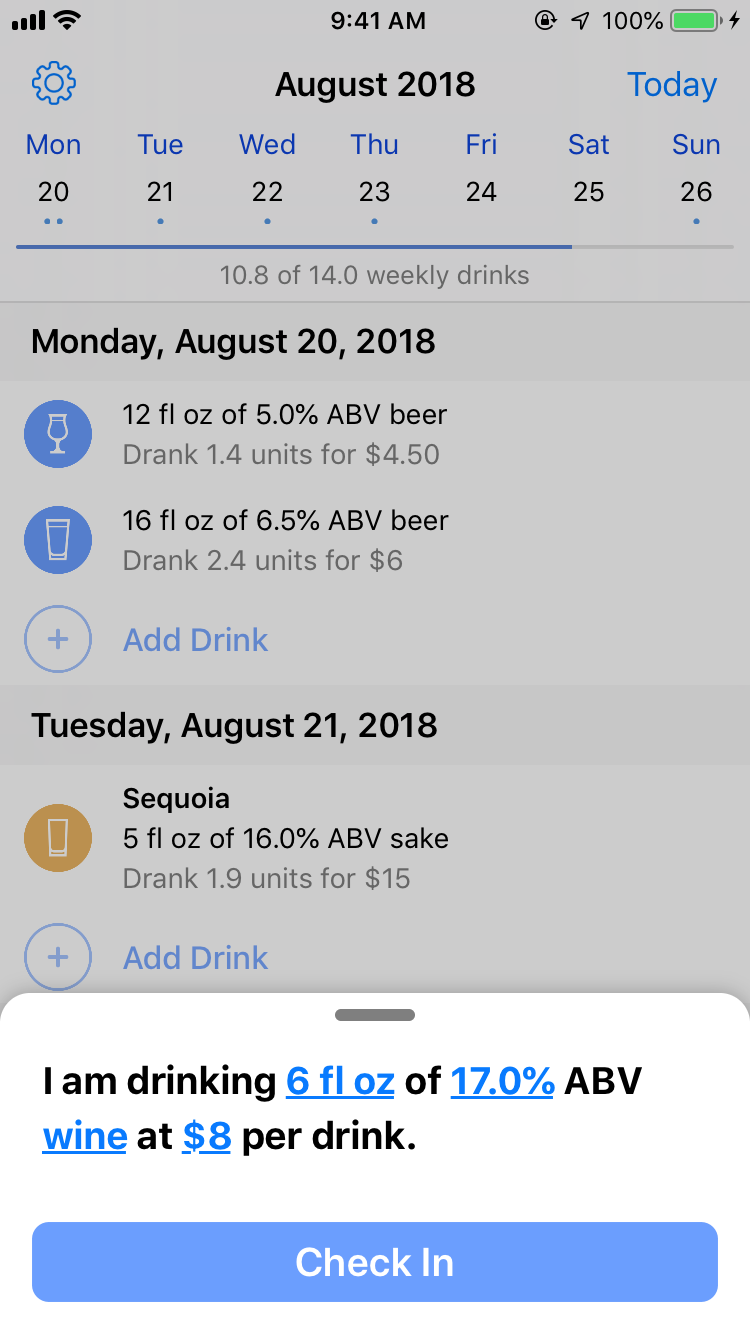 9:41 AM
100%
August 2018
Today
Mon Tue Wed Thu Fri Sat Sun
20 21 22 23 24 25 26
10.8 of 14.0 weekly drinks
Monday, August 20, 2018
12 fl oz of 5.0% ABV beer
Drank 1.4 units for $4.50
16 fl oz of 6.5% ABV beer
Drank 2.4 units for $6
Add Drink
Tuesday, August 21, 2018
Sequoia
5 fl oz of 16.0% ABV sake
Drank 1.9 units for $15
Add Drink
I am drinking 6 fl oz of 17.0% ABV
wine at $8 per drink.
Check In